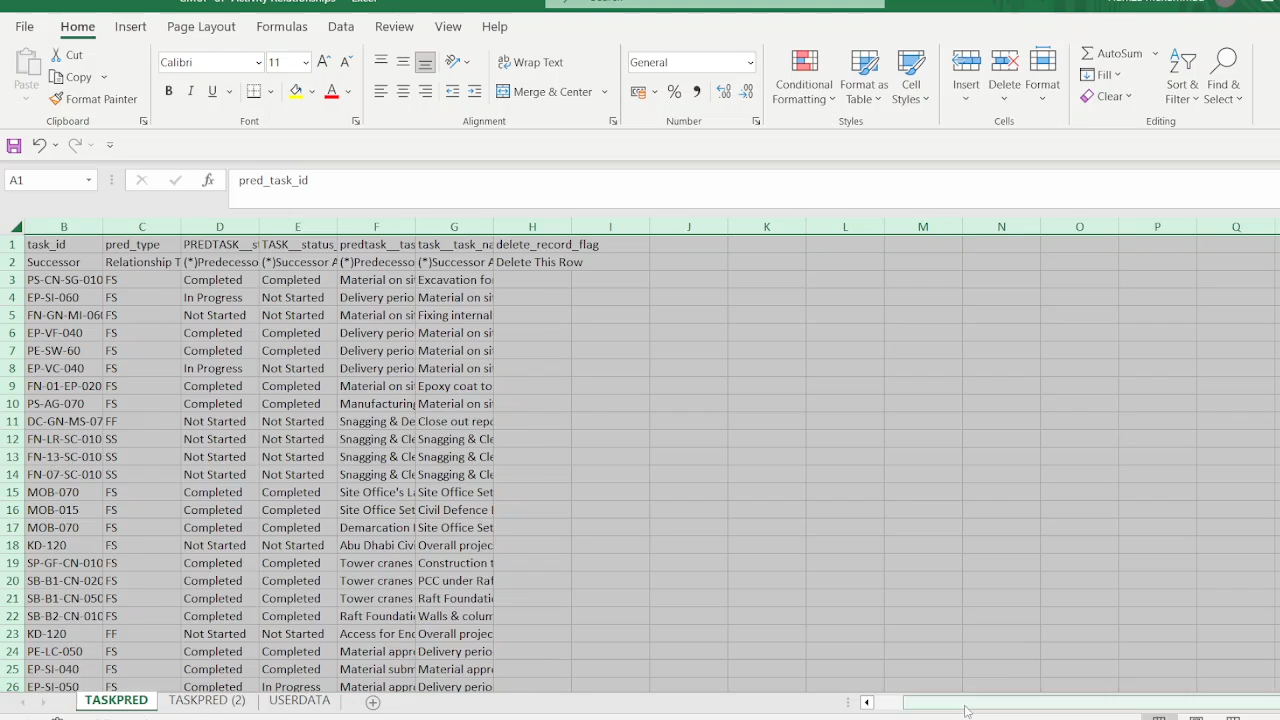 File Home Insert Page Layout Formulas Data Review View Help
Cut
Copy
Format Painter
Paste
Calibri 11
B I U
Wrap Text
Merge & Center
General
Conditional Formatting
Format as Table
Cell Styles
Insert Delete Format
AutoSum
Fill
Clear
Sort & Filter
Find & Select
Clipboard Font Alignment Number Styles Cells Editing
A1 fx pred_task_id
B C D E F G H I J K L M N O P Q
1 task_id pred_type PREDTASK__st TASK__status_ predtask__tas task__task_na delete_record_flag
2 Successor Relationship T (*)Predecesso (*)Successor A (*)Predecesso (*)Successor A Delete This Row
3 PS-CN-SG-010 FS Completed Completed Material on sit Excavation fo
4 EP-SI-060 FS In Progress Not Started Delivery perio Material on sit
5 FN-GN-MI-060 FS Not Started Not Started Material on sit Fixing internal
6 EP-VF-040 FS Completed Completed Delivery perio Material on sit
7 PE-SW-60 FS Completed Completed Delivery perio Material on sit
8 EP-VC-040 FS In Progress Not Started Delivery perio Material on sit
9 FN-01-EP-020 FS Completed Completed Material on sit Epoxy coat to
10 PS-AG-070 FS Completed Completed Manufacturing Material on sit
11 DC-GN-MS-07 FF Not Started Not Started Snagging & De Close out repo
12 FN-LR-SC-010 SS Not Started Not Started Snagging & Cle Snagging & Cle
13 FN-13-SC-010 SS Not Started Not Started Snagging & Cle Snagging & Cle
14 FN-07-SC-010 SS Not Started Not Started Snagging & Cle Snagging & Cle
15 MOB-070 FS Completed Completed Site Office's La Site Office Set
16 MOB-015 FS Completed Completed Site Office Set Civil Defence
17 MOB-070 FS Completed Completed Demarcation Site Office Set
18 KD-120 FS Not Started Not Started Abu Dhabi Civi Overall projec
19 SP-GF-CN-010 FS Completed Completed Tower cranes Construction t
20 SB-B1-CN-020 FS Completed Completed Tower cranes PCC under Raf
21 SB-B1-CN-050 FS Completed Completed Tower cranes Raft Foundati
22 SB-B2-CN-010 FS Completed Completed Raft Foundati Walls & colum
23 KD-120 FF Not Started Not Started Access for Enc Overall projec
24 PE-LC-050 FS Completed Completed Material appr Delivery perio
25 EP-SI-040 FS Completed Completed Material subm Material appro
26 EP-SI-050 FS Completed In Progress Material appro Delivery perio
TASKPRED TASKPRED (2) USERDATA